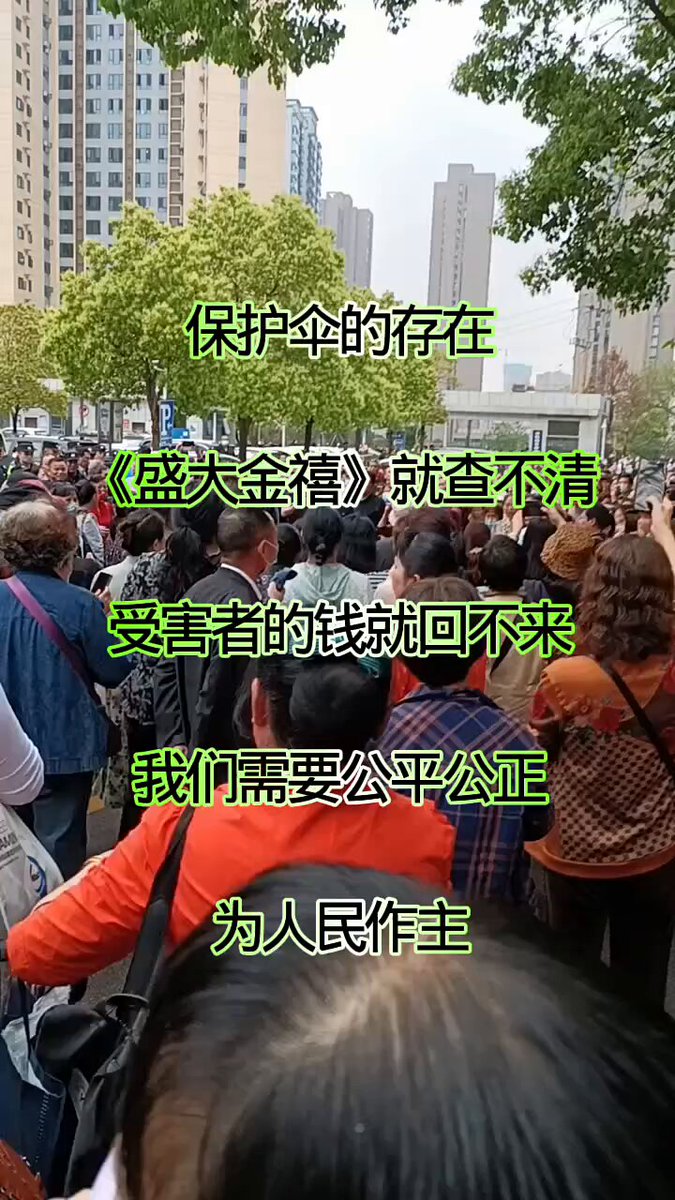 保护伞的存在
《盛大金禧》就查不清
受害者的钱就回不来
我们需要公平公正
为人民作主
P